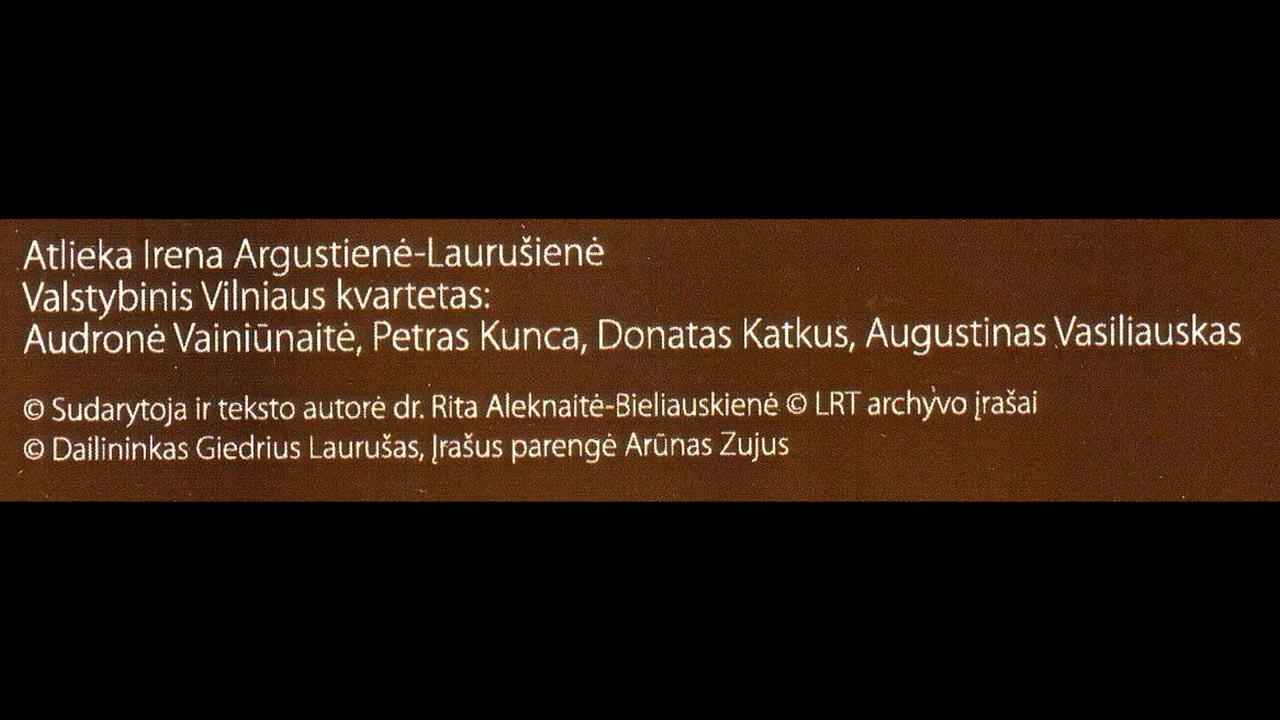 Atlieka Irena Argustienė-Laurušienė
Valstybinis Vilniaus kvartetas:
Audronė Vainiūnaitė, Petras Kunca, Donatas Katkus, Augustinas Vasiliauskas
© Sudarytoja ir teksto autorė dr. Rita Aleknaitė-Bieliauskienė © LRT archyvo įrašai
© Dailininkas Giedrius Laurušas, Įrašus parengė Arūnas Zujus